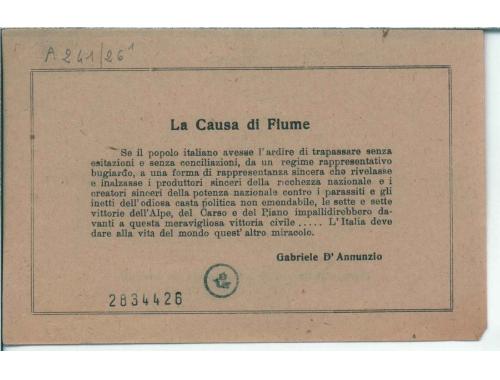 A 241/26¹
La Causa di Fiume
Se il popolo italiano avesse l'ardire di trapassare senza
esitazioni e senza conciliazioni, da un regime rappresentativo
bugiardo, a una forma di rappresentanza sincera che rivelasse
e inalzasse i produttori sinceri della ricchezza nazionale e i
creatori sinceri della potenza nazionale contro i parassiti e gli
inetti dell'odiosa casta politica non emendabile, le sette e sette
vittorie dell'Alpe, del Carso e del Piano impallidirebbero da-
vanti a questa meravigliosa vittoria civile ..... L'Italia deve
dare alla vita del mondo quest'altro miracolo.
Gabriele D' Annunzio
2834426